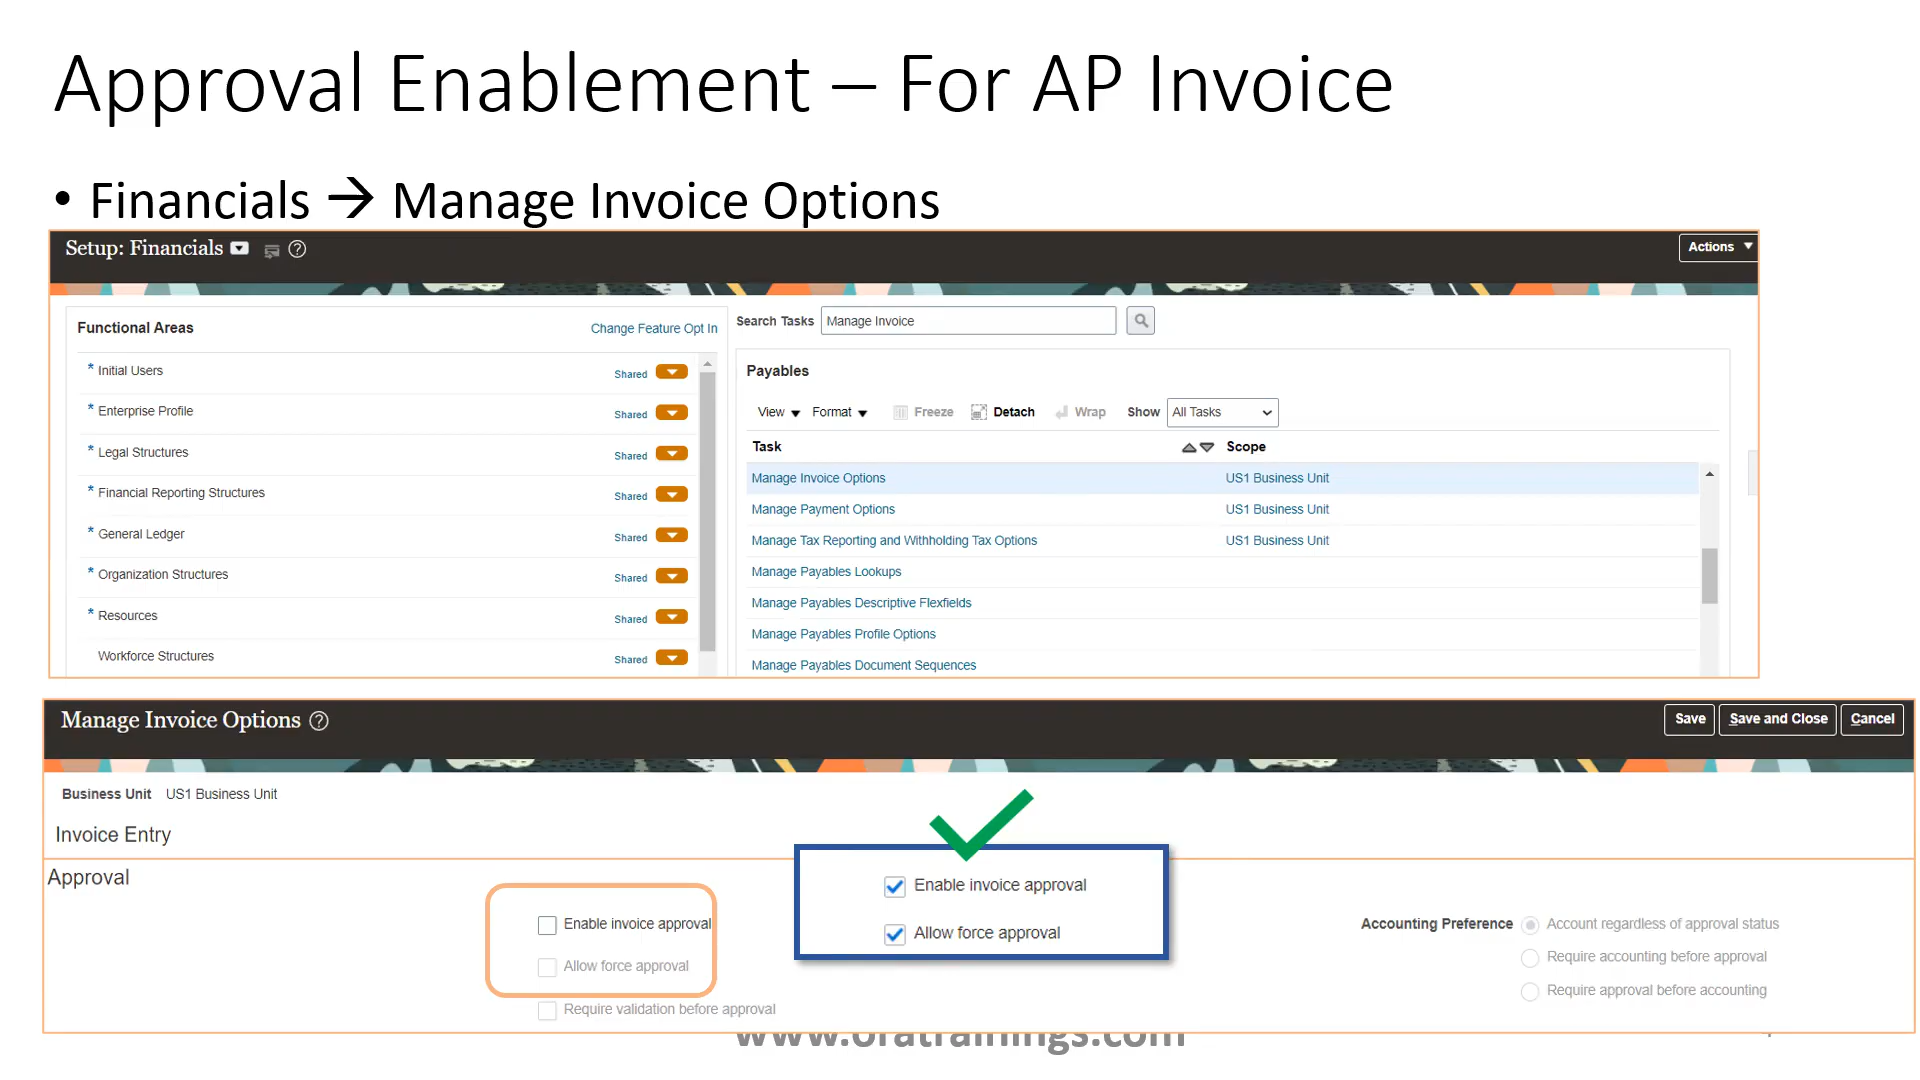 Approval Enablement – For AP Invoice
• Financials → Manage Invoice Options
Setup: Financials
Actions
Functional Areas
Change Feature Opt In
* Initial Users Shared
* Enterprise Profile Shared
* Legal Structures Shared
* Financial Reporting Structures Shared
* General Ledger Shared
* Organization Structures Shared
* Resources Shared
Workforce Structures Shared
Search Tasks Manage Invoice
Payables
View Format Freeze Detach Wrap Show All Tasks
Task Scope
Manage Invoice Options US1 Business Unit
Manage Payment Options US1 Business Unit
Manage Tax Reporting and Withholding Tax Options US1 Business Unit
Manage Payables Lookups
Manage Payables Descriptive Flexfields
Manage Payables Profile Options
Manage Payables Document Sequences
Manage Invoice Options
Save Save and Close Cancel
Business Unit US1 Business Unit
Invoice Entry
Approval
Enable invoice approval
Allow force approval
Require validation before approval
Enable invoice approval
Allow force approval
Accounting Preference Account regardless of approval status
Require accounting before approval
Require approval before accounting
www.oratrainings.com